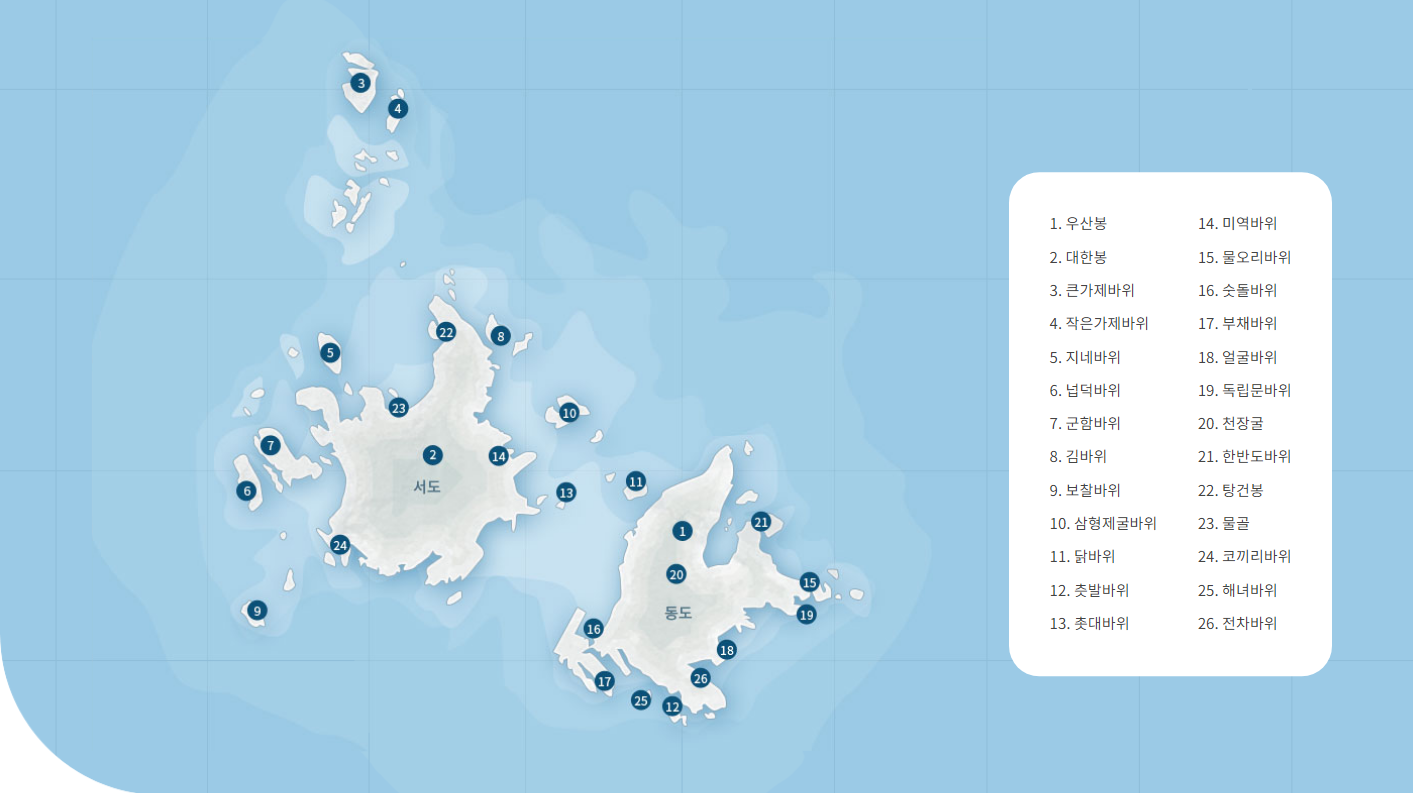 3
4
22
8
5
23
10
7
2
14
서도
6
13
11
1
21
24
20
15
9
동도
19
16
18
17
26
25
12
1. 우산봉
2. 대한봉
3. 큰가제바위
4. 작은가제바위
5. 지네바위
6. 넙덕바위
7. 군함바위
8. 김바위
9. 보찰바위
10. 삼형제굴바위
11. 닭바위
12. 춋발바위
13. 촛대바위
14. 미역바위
15. 물오리바위
16. 숫돌바위
17. 부채바위
18. 얼굴바위
19. 독립문바위
20. 천장굴
21. 한반도바위
22. 탕건봉
23. 물골
24. 코끼리바위
25. 해녀바위
26. 전차바위